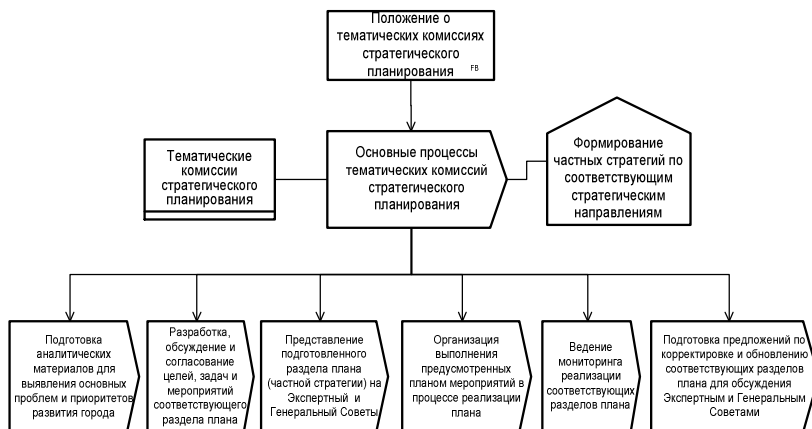 Положение о
тематических комиссиях
стратегического
планирования
FB
Тематические
комиссии
стратегического
планирования
Основные процессы
тематических комиссий
стратегического
планирования
Формирование
частных стратегий по
соответствующим
стратегическим
направлениям
Подготовка
аналитических
материалов для
выявления основных
проблем и приоритетов
развития города
Разработка,
обсуждение и
согласование
целей, задач и
мероприятий
соответствующего
раздела плана
Представление
подготовленного
раздела плана
(частной стратегии) на
Экспертный и
Генеральный Советы
Организация
выполнения
предусмотренных
планом мероприятий в
процессе реализации
плана
Ведение
мониторинга
реализации
соответствующих
разделов плана
Подготовка предложений по
корректировке и обновлению
соответствующих разделов
плана для обсуждения
Экспертным и Генеральным
Советами